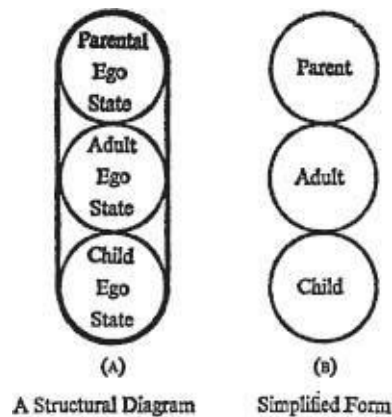 Parental
Ego
State
Adult
Ego
State
Child
Ego
State
(A)
A Structural Diagram
Parent
Adult
Child
(B)
Simplified Form